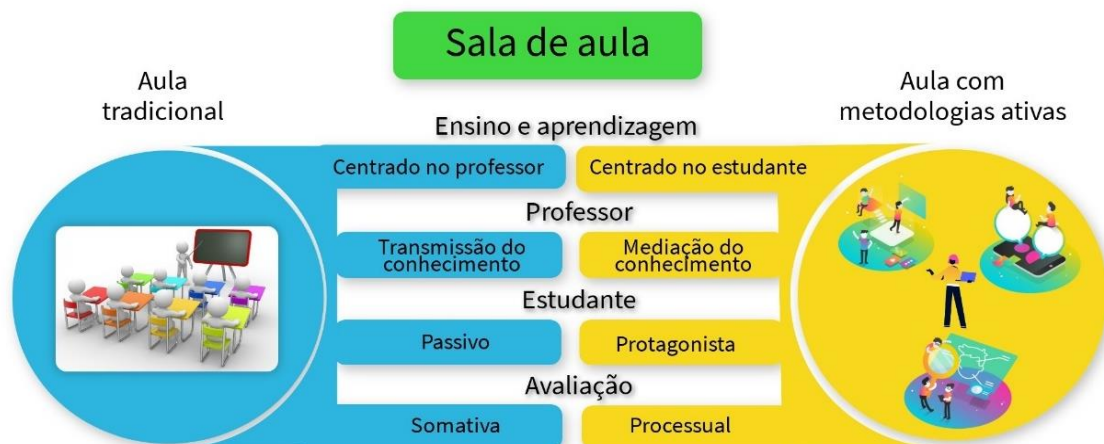 Sala de aula
Aula
tradicional
Aula com
metodologias ativas
Ensino e aprendizagem
Centrado no professor
Centrado no estudante
Professor
Transmissão do
conhecimento
Mediação do
conhecimento
Estudante
Passivo
Protagonista
Avaliação
Somativa
Processual